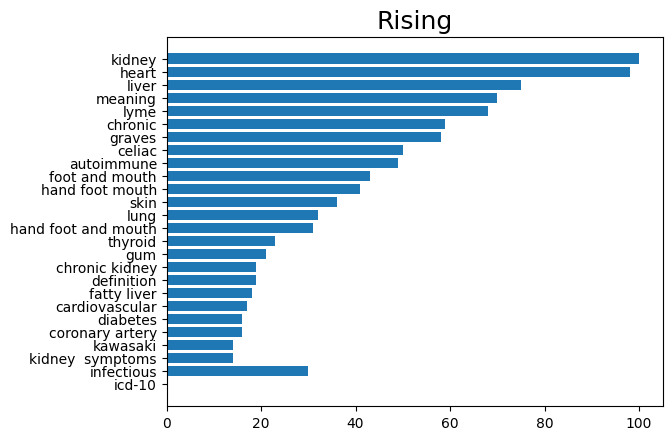 Rising
kidney
heart
liver
meaning
lyme
chronic
graves
celiac
autoimmune
foot and mouth
hand foot mouth
skin
lung
hand foot and mouth
thyroid
gum
chronic kidney
definition
fatty liver
cardiovascular
diabetes
coronary artery
kawasaki
kidney  symptoms
infectious
icd-10
0 20 40 60 80 100